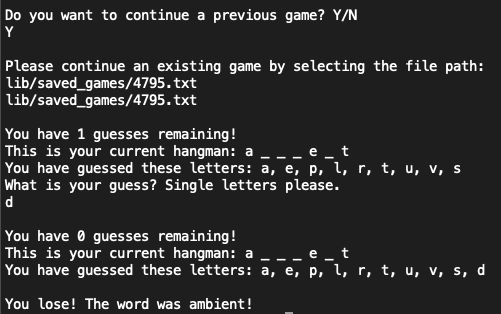 Do you want to continue a previous game? Y/N
Y
Please continue an existing game by selecting the file path:
lib/saved_games/4795.txt
lib/saved_games/4795.txt
You have 1 guesses remaining!
This is your current hangman: a _ _ _ e _ t
You have guessed these letters: a, e, p, l, r, t, u, v, s
What is your guess? Single letters please.
d
You have 0 guesses remaining!
This is your current hangman: a _ _ _ e _ t
You have guessed these letters: a, e, p, l, r, t, u, v, s, d
You lose! The word was ambient!